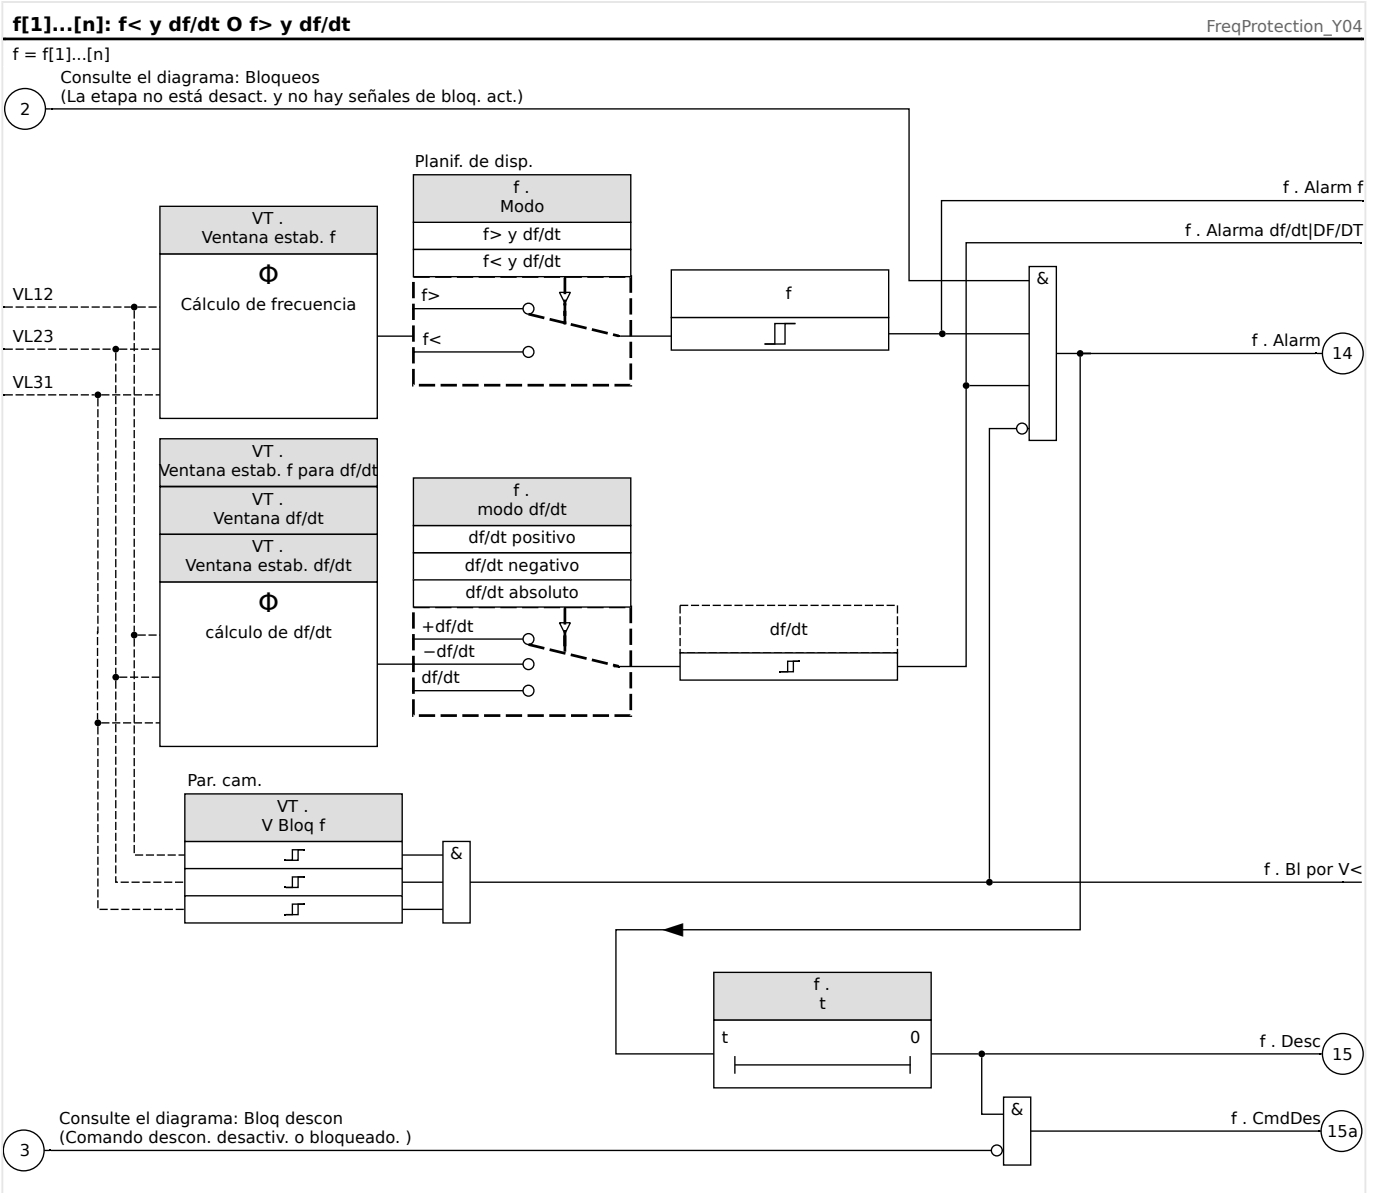 f[1]...[n]: f< y df/dt O f> y df/dt
FreqProtection_Y04
f = f[1]...[n]
Consulte el diagrama: Bloqueos
(La etapa no está desact. y no hay señales de bloq. act.)
2
Planif. de disp.
f .
Modo
f> y df/dt
f< y df/dt
f>
f<
VT .
Ventana estab. f
Φ
Cálculo de frecuencia
VL12
VL23
VL31
f
f . Alarm f
f . Alarma df/dt|DF/DT
&
f . Alarm
14
VT .
Ventana estab. f para df/dt
VT .
Ventana df/dt
VT .
Ventana estab. df/dt
Φ
cálculo de df/dt
f .
modo df/dt
df/dt positivo
df/dt negativo
df/dt absoluto
+df/dt
−df/dt
df/dt
df/dt
Par. cam.
VT .
V Bloq f
&
f . Bl por V<
f .
t
t
0
f . Desc
15
Consulte el diagrama: Bloq descon
(Comando descon. desactiv. o bloqueado. )
3
&
f . CmdDes
15a